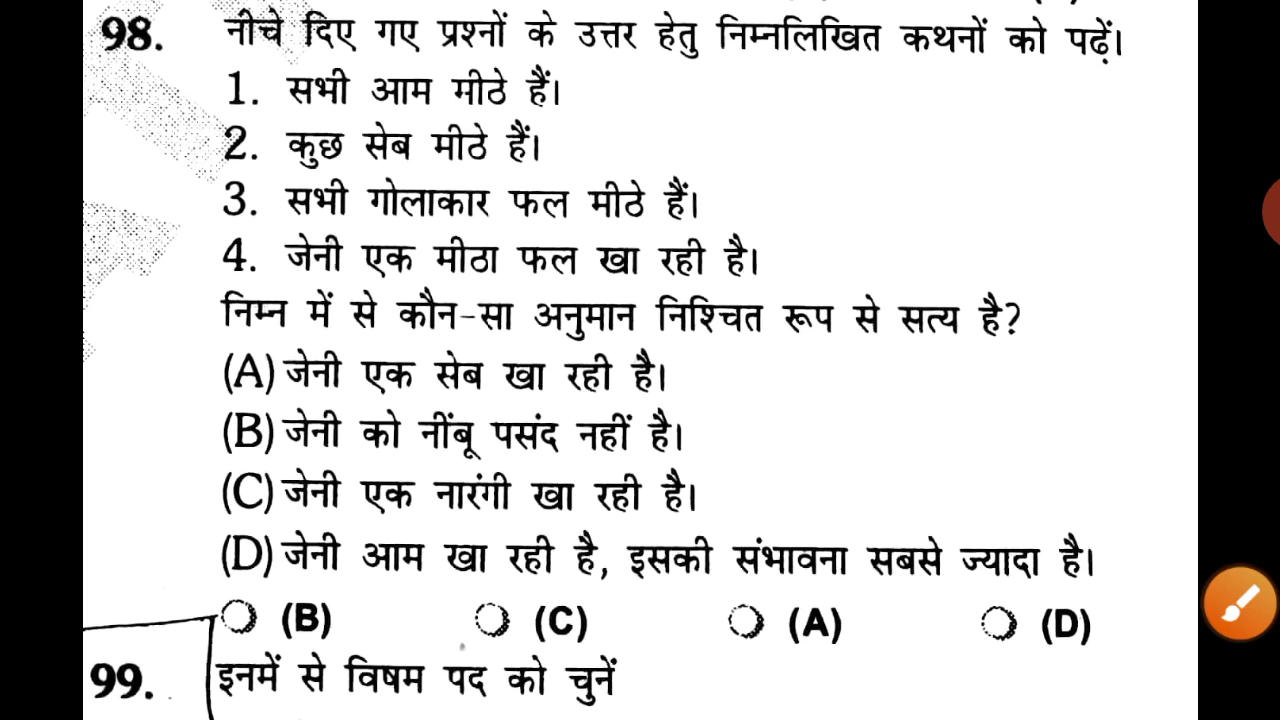 98. नीचे दिए गए प्रश्नों के उत्तर हेतु निम्नलिखित कथनों को पढ़ें।
1. सभी आम मीठे हैं।
2. कुछ सेब मीठे हैं।
3. सभी गोलाकार फल मीठे हैं।
4. जेनी एक मीठा फल खा रही है।
निम्न में से कौन-सा अनुमान निश्चित रूप से सत्य है?
(A) जेनी एक सेब खा रही है।
(B) जेनी को नींबू पसंद नहीं है।
(C) जेनी एक नारंगी खा रही है।
(D) जेनी आम खा रही है, इसकी संभावना सबसे ज्यादा है।
(B) (C) (A) (D)
99. इनमें से विषम पद को चुनें